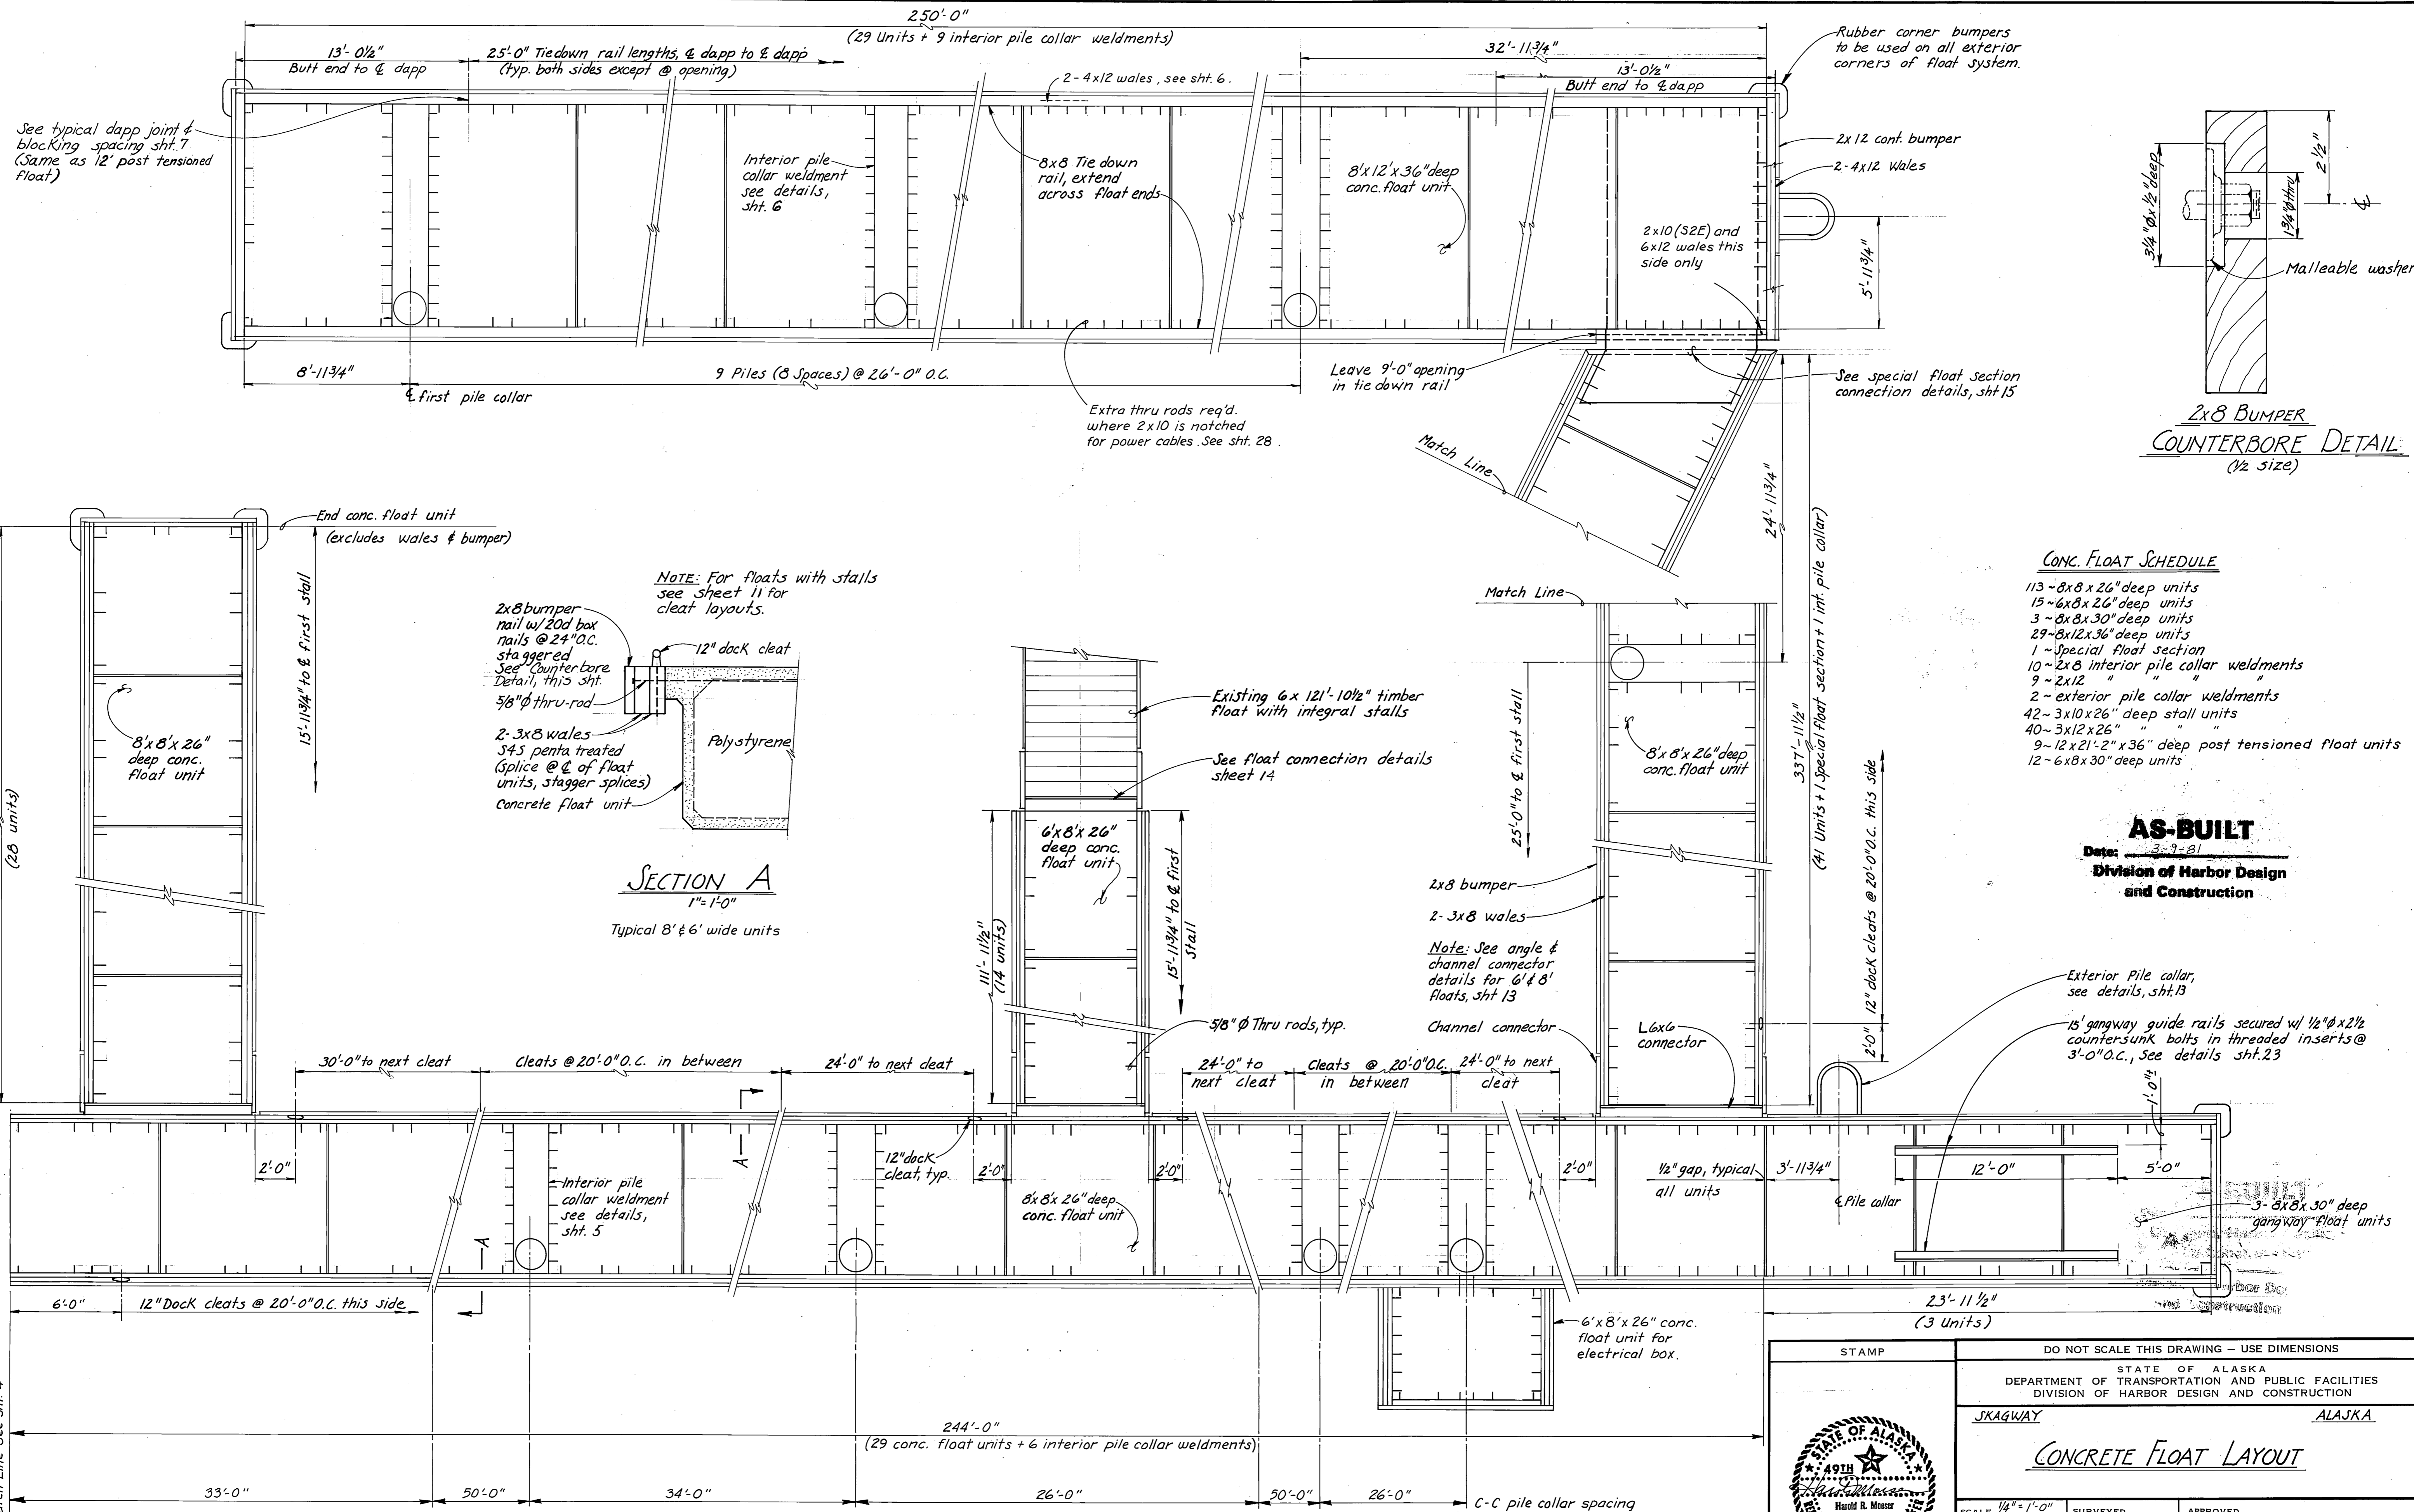 250'-0"
(29 Units + 9 interior pile collar weldments)
13'-0½"
Butt end to ℄ dapp
25'-0" Tiedown rail lengths, ℄ dapp to ℄ dapp
(typ. both sides except @ opening)
2-4x12 wales, see sht. 6.
32'-11¾"
13'-0½"
Butt end to ℄ dapp
Rubber corner bumpers
to be used on all exterior
corners of float system.
See typical dapp joint &
blocking spacing sht. 7
(Same as 12' post tensioned
float)
Interior pile
collar weldment
see details,
sht. 6
8x8 Tie down
rail, extend
across float ends
8'x12'x36" deep
conc. float unit
2x10 (S2E) and
6x12 wales this
side only
2x12 cont. bumper
2-4x12 Wales
5'-11¾"
8'-11¾"
℄ first pile collar
9 Piles (8 Spaces) @ 26'-0" O.C.
Extra thru rods req'd.
where 2x10 is notched
for power cables. See sht. 28.
Leave 9'-0" opening
in tie down rail
See special float section
connection details, sht 15
Match Line
24'-11¾"
3¼"φx½" deep
2½"
1¾"φ thru
℄
Malleable washer
2x8 BUMPER
COUNTERBORE DETAIL
(½ size)
End conc. float unit
(excludes wales & bumper)
15'-11¾" to ℄ first stall
8'x8'x26"
deep conc.
float unit
(28 units)
NOTE: For floats with stalls
see sheet 11 for
cleat layouts.
2x8 bumper
nail w/20d box
nails @ 24" O.C.
staggered
See Counterbore
Detail, this sht.
5/8"φ thru-rod
2-3x8 wales
S4S penta treated
(splice @ ℄ of float
units, stagger splices)
Concrete float unit
12" dock cleat
Polystyrene
SECTION A
1"=1'-0"
Typical 8' & 6' wide units
Existing 6x121'-10½" timber
float with integral stalls
See float connection details
sheet 14
6'x8'x26"
deep conc.
float unit
111'-11½"
(14 units)
15'-11¾" to ℄ first
stall
5/8"φ Thru rods, typ.
Match Line
25'-0" to ℄ first stall
8'x8'x26" deep
conc. float unit
337'-11½"
(41 Units + 1 Special float section + 1 int. pile collar)
2x8 bumper
2-3x8 wales
Note: See angle &
channel connector
details for 6' & 8'
floats, sht 13
Channel connector
L6x6
connector
12" dock cleats @ 20'-0" O.C. this side
2'-0"
CONC. FLOAT SCHEDULE
113~8x8x26" deep units
15~6x8x26" deep units
3~8x8x30" deep units
29~8x12x36" deep units
1~Special float section
10~2x8 interior pile collar weldments
9~2x12 " " " "
2~exterior pile collar weldments
42~3x10x26" deep stall units
40~3x12x26" " " "
9~12x21'-2"x36" deep post tensioned float units
12~6x8x30" deep units
AS-BUILT
Date: 3-9-81
Division of Harbor Design
and Construction
Exterior Pile collar,
see details, sht. 13
15' gangway guide rails secured w/ ½"φx2½
countersunk bolts in threaded inserts @
3'-0" O.C., See details sht. 23
1'-0"±
30'-0" to next cleat
Cleats @ 20'-0" O.C. in between
24'-0" to next cleat
24'-0" to
next cleat
Cleats @ 20'-0" O.C.
in between
24'-0" to next
cleat
2'-0"
Interior pile
collar weldment
see details,
sht. 5
A
A
12" dock
cleat, typ.
2'-0"
8'x8'x26" deep
conc. float unit
2'-0"
2'-0"
½" gap, typical
all units
3'-11¾"
℄ Pile collar
12'-0"
5'-0"
3-8x8x30" deep
gangway float units
6'-0"
12" Dock cleats @ 20'-0" O.C. this side
23'-11½"
(3 Units)
6'x8'x26" conc.
float unit for
electrical box.
244'-0"
(29 conc. float units + 6 interior pile collar weldments)
33'-0"
50'-0"
34'-0"
26'-0"
50'-0"
26'-0"
C-C pile collar spacing
STAMP
STATE OF ALASKA
49TH
Harold R. Moeser
DO NOT SCALE THIS DRAWING – USE DIMENSIONS
STATE OF ALASKA
DEPARTMENT OF TRANSPORTATION AND PUBLIC FACILITIES
DIVISION OF HARBOR DESIGN AND CONSTRUCTION
SKAGWAY ALASKA
CONCRETE FLOAT LAYOUT
SCALE ¼"=1'-0"
SURVEYED
APPROVED